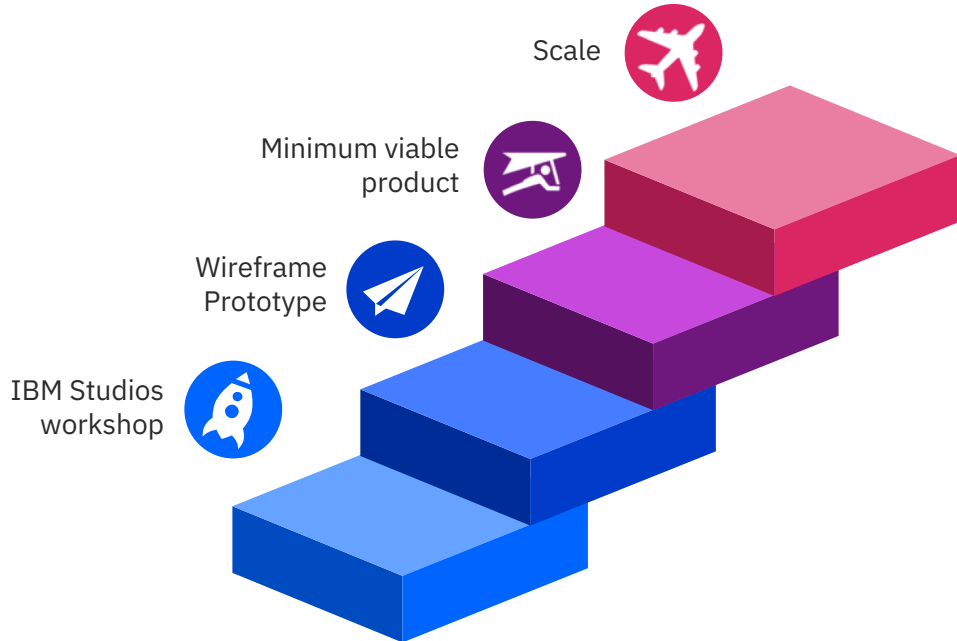 Scale
Minimum viable
product
Wireframe
Prototype
IBM Studios
workshop